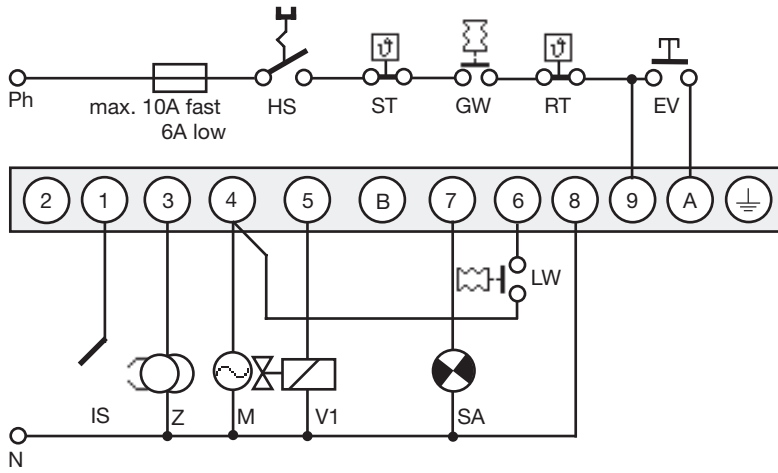 Ph
max. 10A fast
6A low
HS
ϑ
ST
GW
ϑ
RT
EV
2 1 3 4 5 B 7 6 8 9 A
LW
IS Z M V1 SA
N